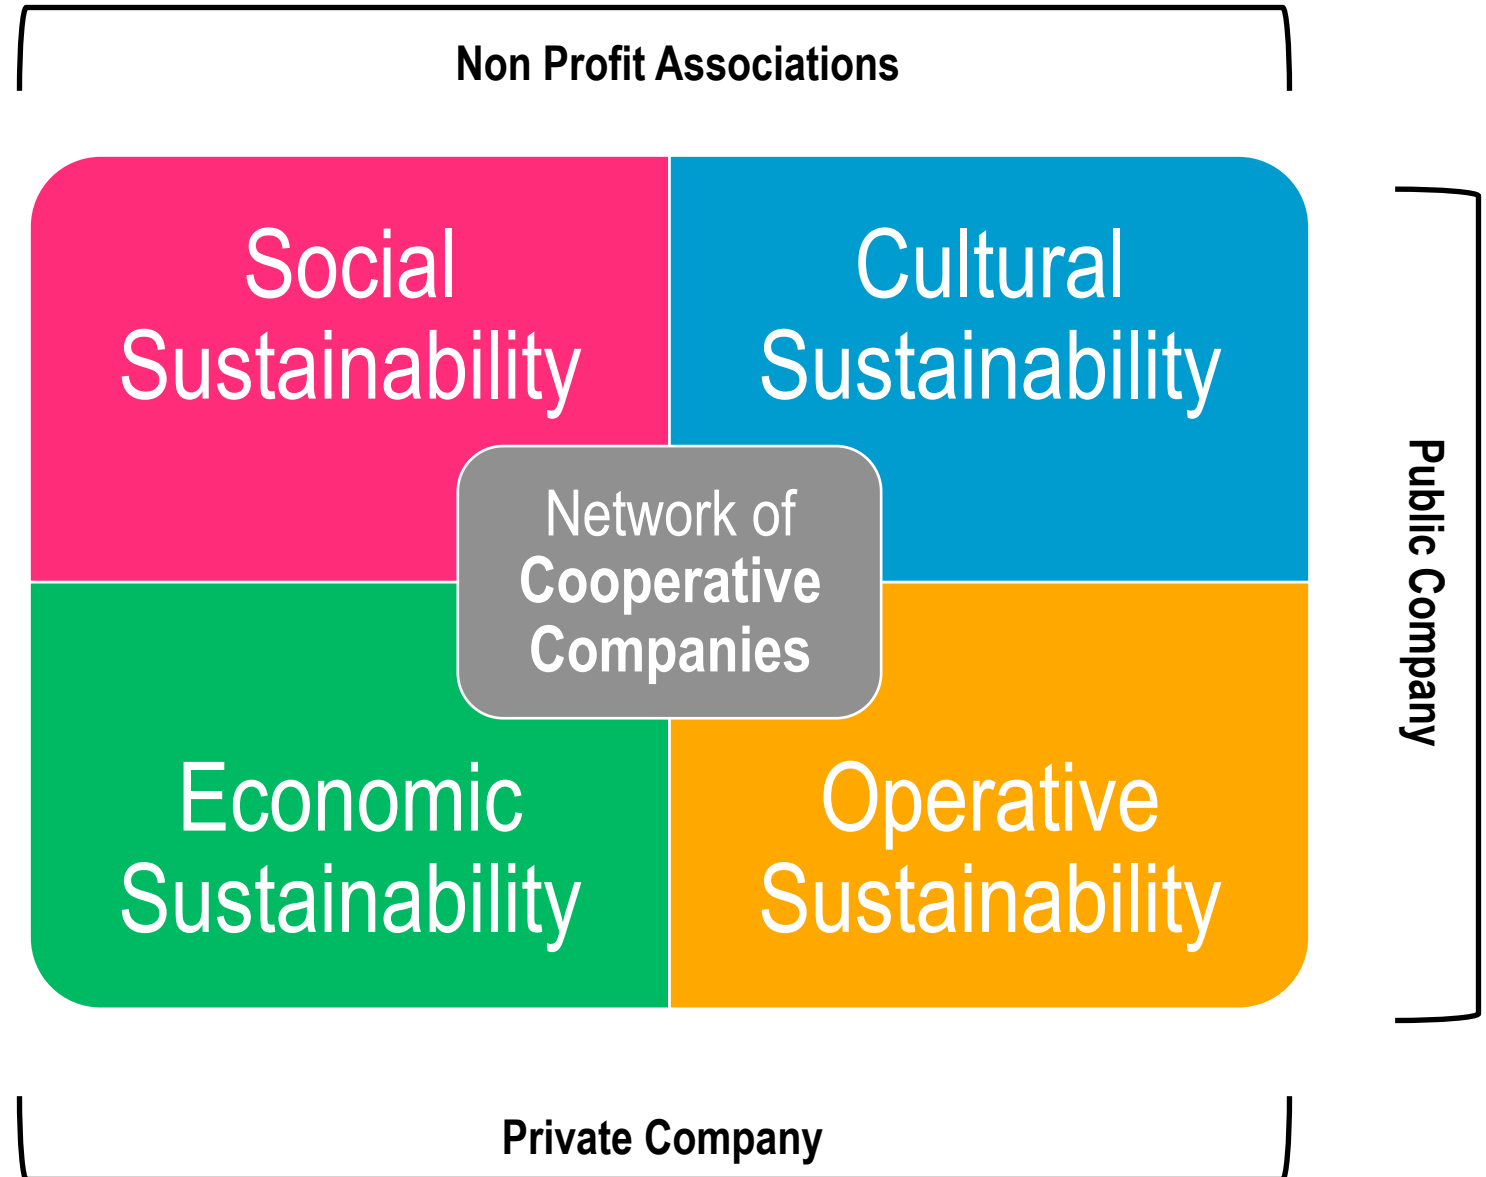 Non Profit Associations
Social
Sustainability
Cultural
Sustainability
Network of
Cooperative
Companies
Economic
Sustainability
Operative
Sustainability
Public Company
Private Company